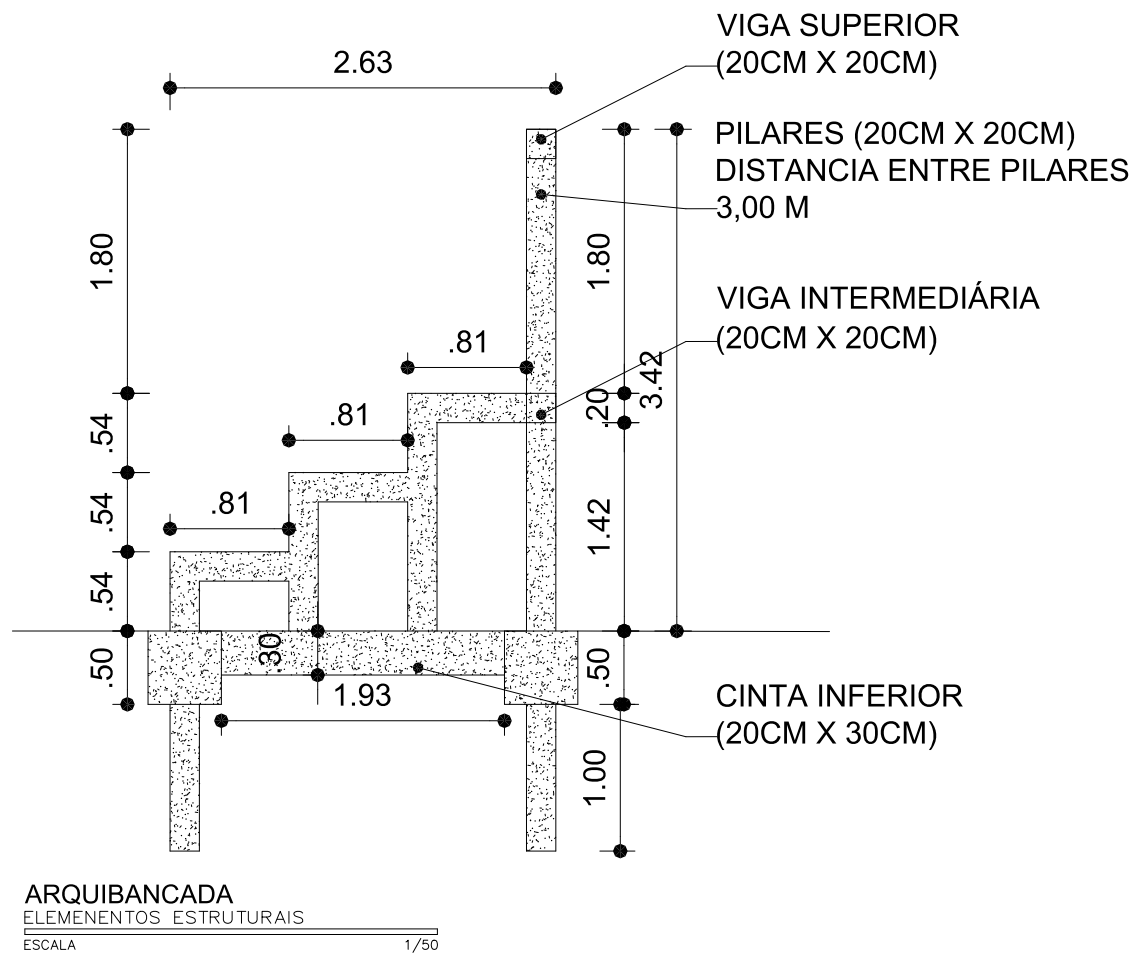 VIGA SUPERIOR
(20CM X 20CM)
2.63
PILARES (20CM X 20CM)
DISTANCIA ENTRE PILARES
3,00 M
1.80
1.80
VIGA INTERMEDIÁRIA
(20CM X 20CM)
.81
3.42
.20
.81
.54
.81
.54
1.42
.54
.30
.50
.50
1.93
CINTA INFERIOR
(20CM X 30CM)
1.00
ARQUIBANCADA
ELEMENENTOS ESTRUTURAIS
ESCALA 1/50